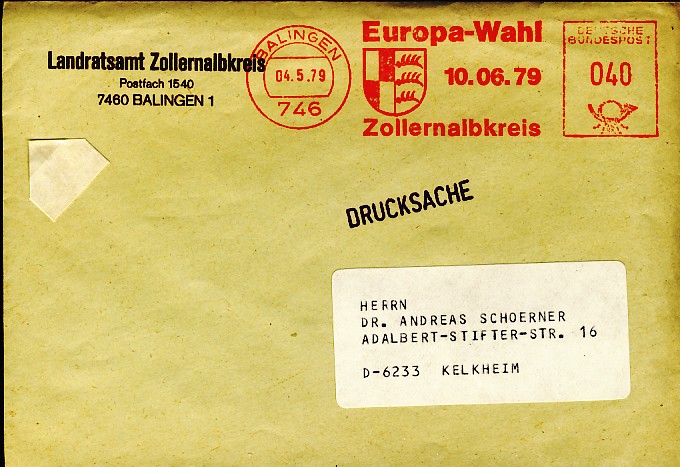 Landratsamt Zollernalbkreis
Postfach 1540
7460 BALINGEN 1
BALINGEN
04.5.79
746
Europa-Wahl
10.06.79
Zollernalbkreis
DEUTSCHE
BUNDESPOST
040
DRUCKSACHE
HERRN
DR. ANDREAS SCHOERNER
ADALBERT-STIFTER-STR. 16
D-6233 KELKHEIM